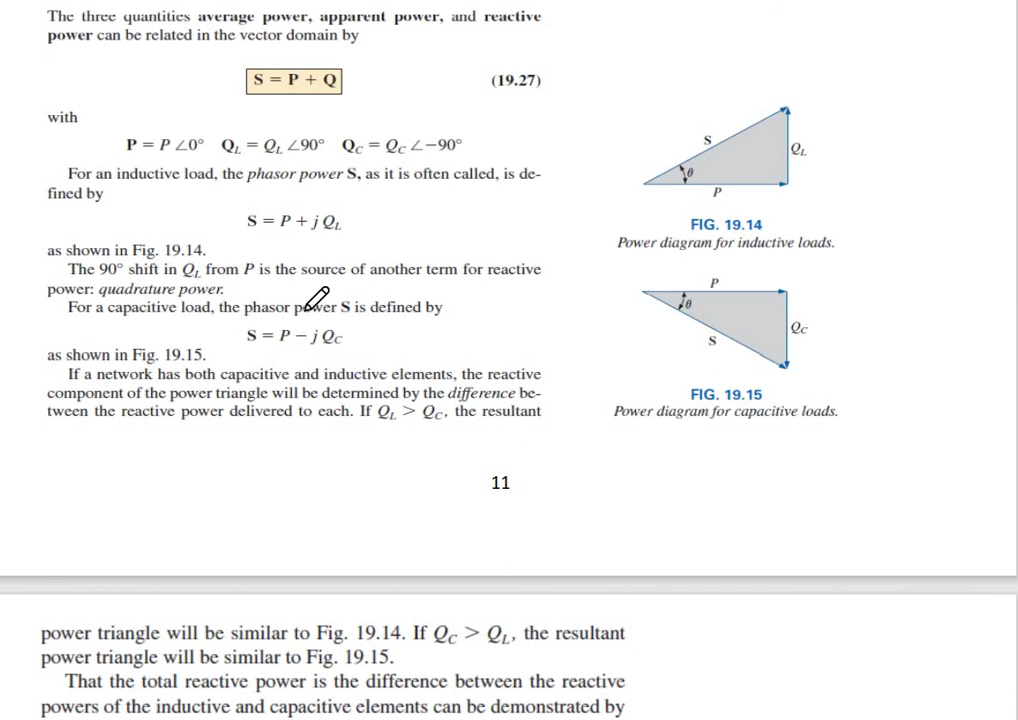 The three quantities average power, apparent power, and reactive
power can be related in the vector domain by
S = P + Q
(19.27)
with
P = P ∠0° Q_L = Q_L ∠90° Q_C = Q_C ∠−90°
For an inductive load, the phasor power S, as it is often called, is de-
fined by
S = P + j Q_L
as shown in Fig. 19.14.
The 90° shift in Q_L from P is the source of another term for reactive
power: quadrature power.
For a capacitive load, the phasor power S is defined by
S = P − j Q_C
as shown in Fig. 19.15.
If a network has both capacitive and inductive elements, the reactive
component of the power triangle will be determined by the difference be-
tween the reactive power delivered to each. If Q_L > Q_C, the resultant
S
Q_L
θ
P
FIG. 19.14
Power diagram for inductive loads.
P
θ
Q_C
S
FIG. 19.15
Power diagram for capacitive loads.
11
power triangle will be similar to Fig. 19.14. If Q_C > Q_L, the resultant
power triangle will be similar to Fig. 19.15.
That the total reactive power is the difference between the reactive
powers of the inductive and capacitive elements can be demonstrated by